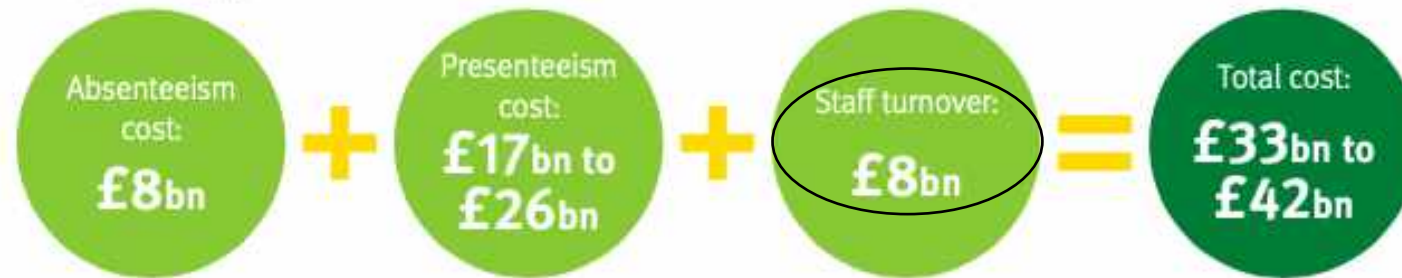 Absenteeism
cost:
£8bn
+
Presenteeism
cost:
£17bn to
£26bn
+
Staff turnover:
£8bn
=
Total cost:
£33bn to
£42bn